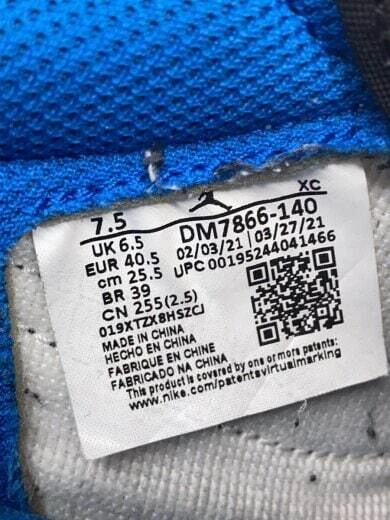 XC
7.5
UK 6.5
EUR 40.5
cm 25.5
BR 39
CN 255(2.5)
DM7866-140
02/03/21 | 03/27/21
UPC 00195244041466
019XTZX8HSZCJ
MADE IN CHINA
HECHO EN CHINA
FABRIQUE EN CHINE
FABRICADO NA CHINA
This product is covered by one or more patents:
www.nike.com/patentsvirtualmarking